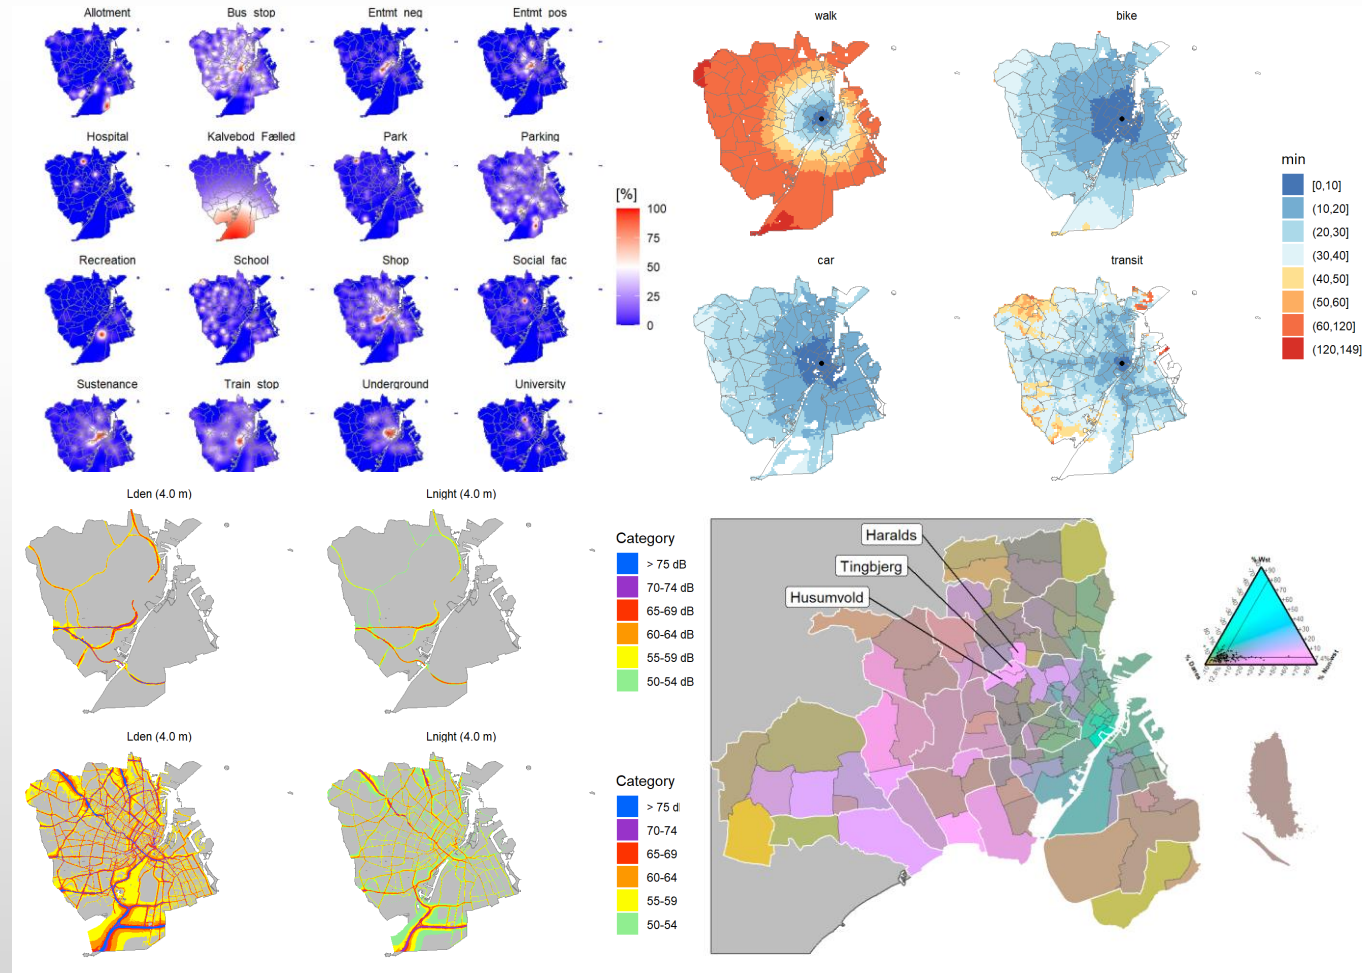 Allotment
Bus stop
Entmt neg
Entmt pos
Hospital
Kalvebod Fælled
Park
Parking
Recreation
School
Shop
Social fac
Sustenance
Train stop
Underground
University
[%]
100
75
50
25
0
walk
bike
car
transit
min
[0,10]
(10,20]
(20,30]
(30,40]
(40,50]
(50,60]
(60,120]
(120,149]
Lden (4.0 m)
Lnight (4.0 m)
Category
> 75 dB
70-74 dB
65-69 dB
60-64 dB
55-59 dB
50-54 dB
Lden (4.0 m)
Lnight (4.0 m)
Category
> 75 d
70-74
65-69
60-64
55-59
50-54
Haralds
Tingbjerg
Husumvold
% Wst
% Danes
% Nonwst